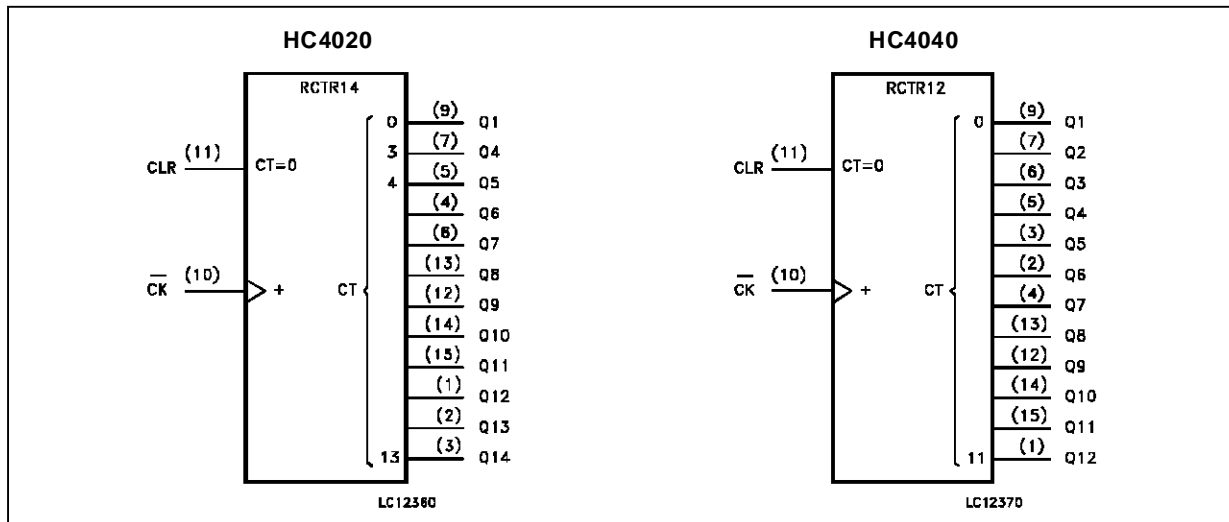 HC4020
RCTR14
0 (9) Q1
3 (7) Q4
4 (5) Q5
(4) Q6
(6) Q7
(13) Q8
(12) Q9
(14) Q10
(15) Q11
(1) Q12
(2) Q13
13 (3) Q14
CLR (11) CT=0
CK (10) +
CT
LC12360
HC4040
RCTR12
0 (9) Q1
(7) Q2
(6) Q3
(5) Q4
(3) Q5
(2) Q6
(4) Q7
(13) Q8
(12) Q9
(14) Q10
(15) Q11
11 (1) Q12
CLR (11) CT=0
CK (10) +
CT
LC12370